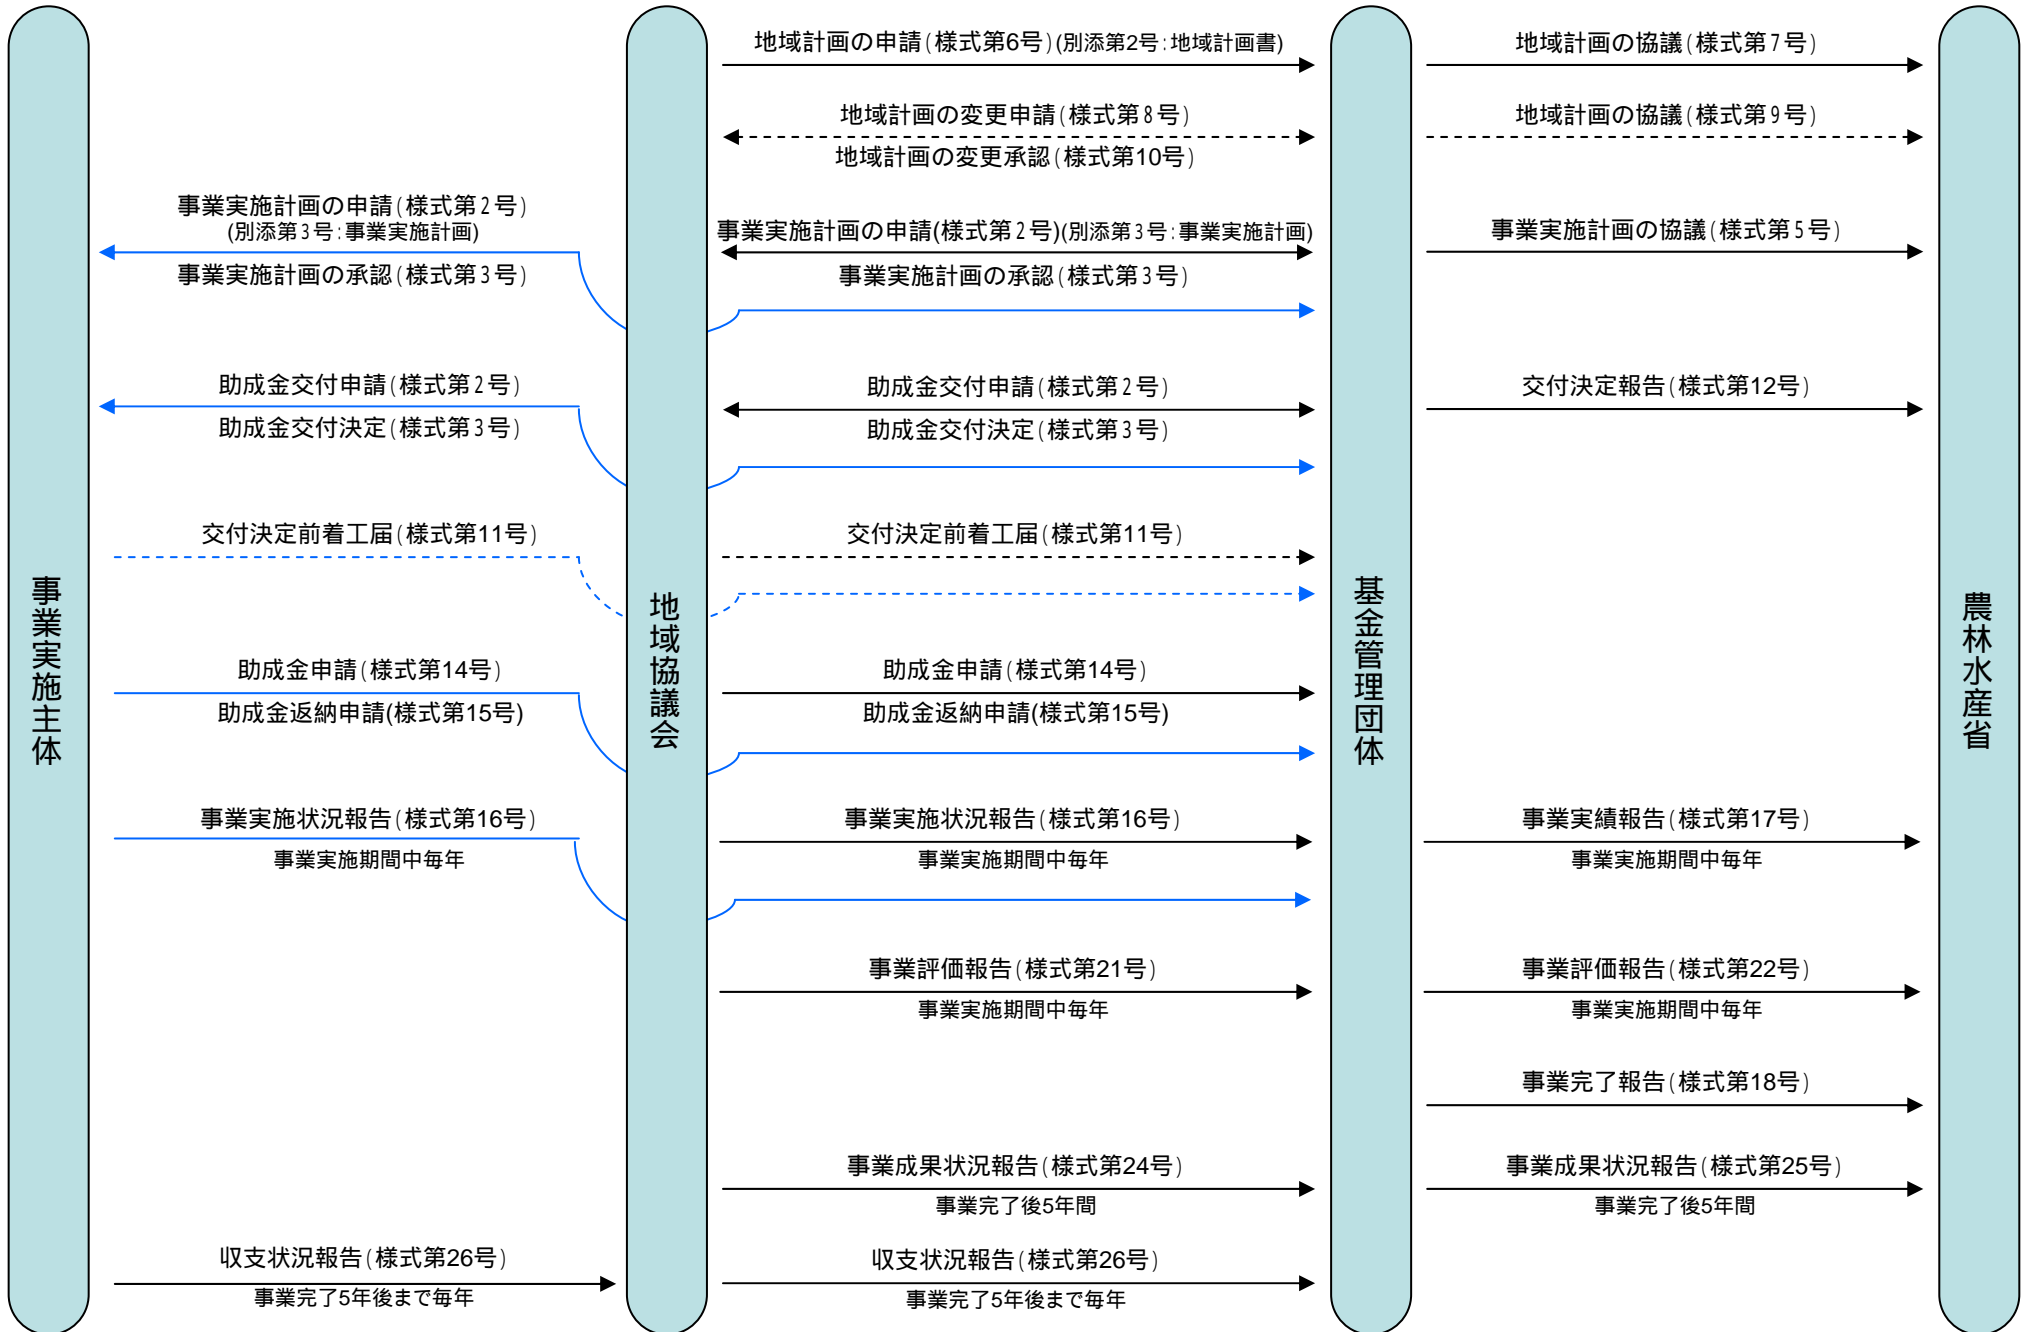 地域計画の申請(様式第6号)(別添第2号:地域計画書)
地域計画の協議(様式第7号)
地域計画の変更申請(様式第8号)
地域計画の変更承認(様式第10号)
地域計画の協議(様式第9号)
事業実施計画の申請(様式第2号)
(別添第3号:事業実施計画)
事業実施計画の承認(様式第3号)
事業実施計画の申請(様式第2号)(別添第3号:事業実施計画)
事業実施計画の承認(様式第3号)
事業実施計画の協議(様式第5号)
助成金交付申請(様式第2号)
助成金交付決定(様式第3号)
助成金交付申請(様式第2号)
助成金交付決定(様式第3号)
交付決定報告(様式第12号)
交付決定前着工届(様式第11号)
交付決定前着工届(様式第11号)
事業実施主体
地域協議会
基金管理団体
農林水産省
助成金申請(様式第14号)
助成金返納申請(様式第15号)
助成金申請(様式第14号)
助成金返納申請(様式第15号)
事業実施状況報告(様式第16号)
事業実施期間中毎年
事業実施状況報告(様式第16号)
事業実施期間中毎年
事業実績報告(様式第17号)
事業実施期間中毎年
事業評価報告(様式第21号)
事業実施期間中毎年
事業評価報告(様式第22号)
事業実施期間中毎年
事業完了報告(様式第18号)
事業成果状況報告(様式第24号)
事業完了後5年間
事業成果状況報告(様式第25号)
事業完了後5年間
収支状況報告(様式第26号)
事業完了5年後まで毎年
収支状況報告(様式第26号)
事業完了5年後まで毎年